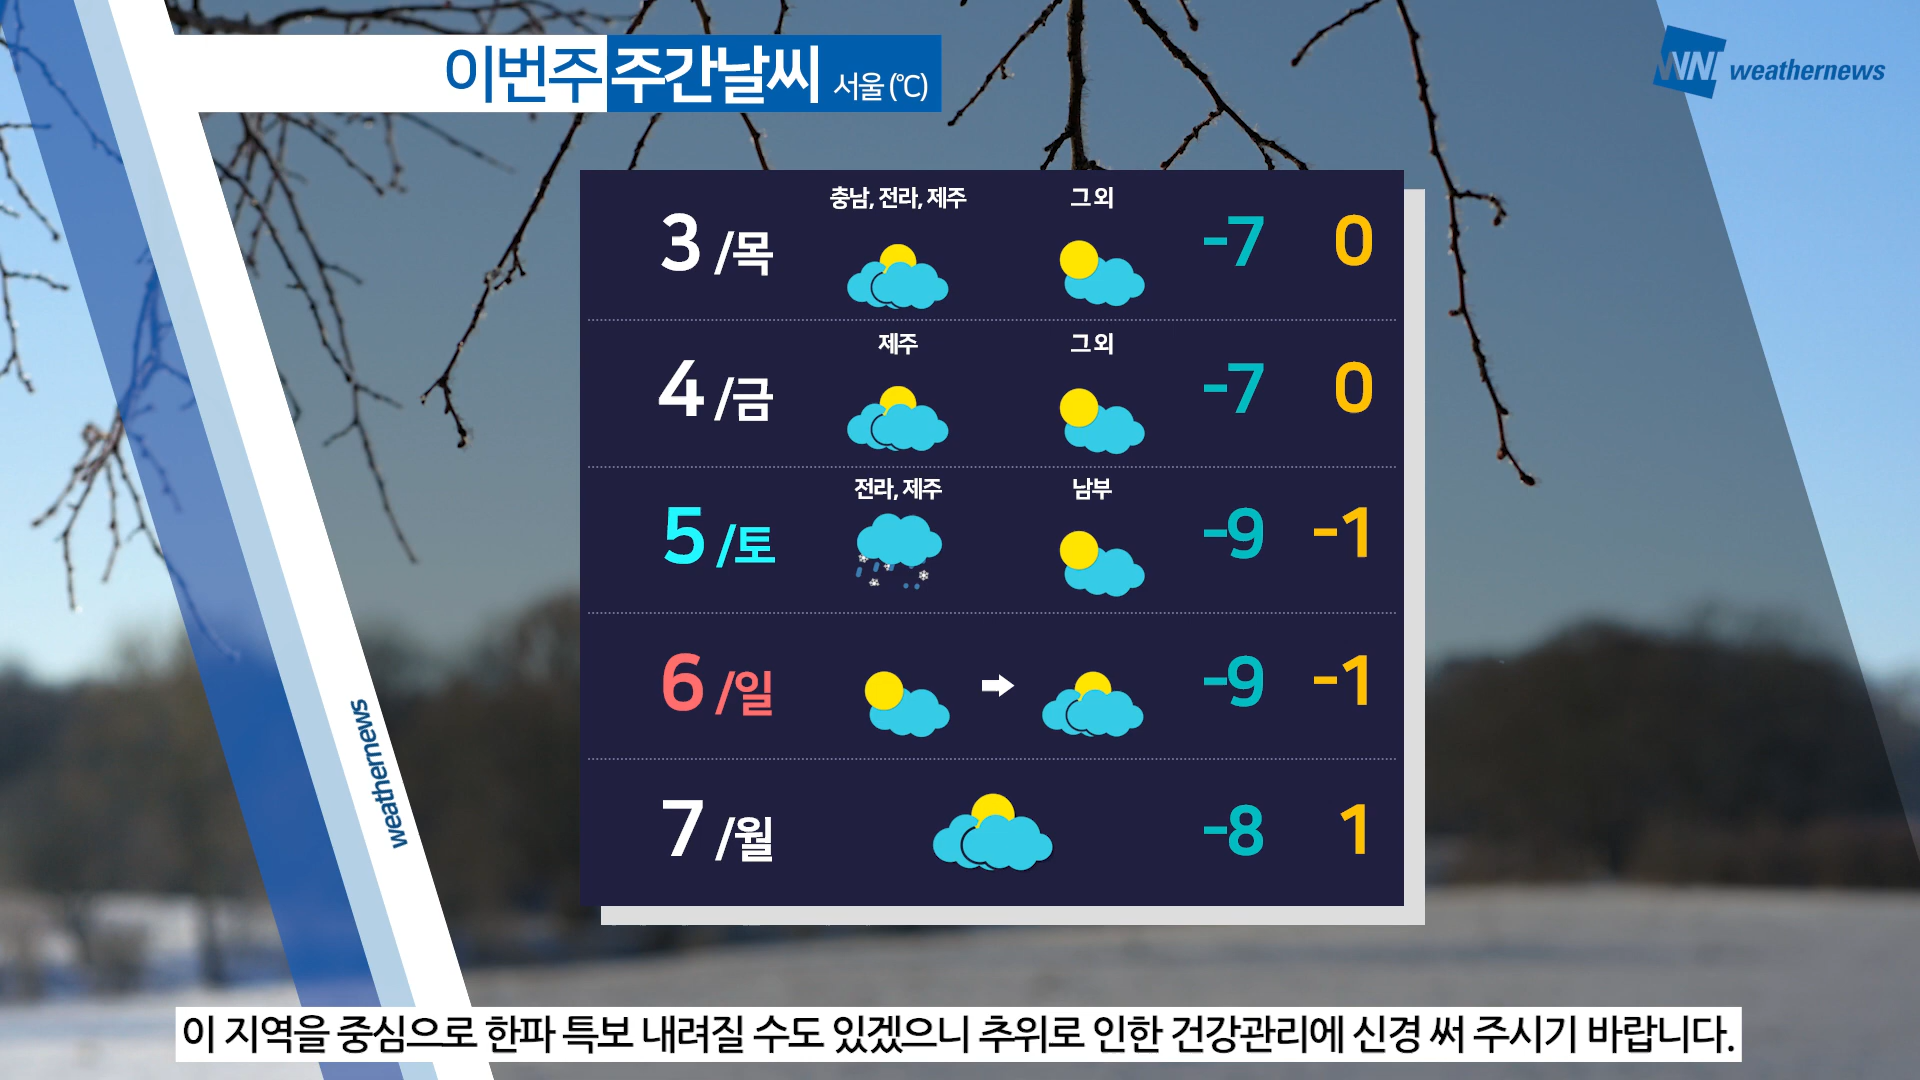 이번주 주간날씨 서울 (℃)
weathernews
충남, 전라, 제주 그 외
3 /목 -7 0
제주 그 외
4 /금 -7 0
전라, 제주 남부
5 /토 -9 -1
6 /일 -9 -1
7 /월 -8 1
weathernews
이 지역을 중심으로 한파 특보 내려질 수도 있겠으니 추위로 인한 건강관리에 신경 써 주시기 바랍니다.